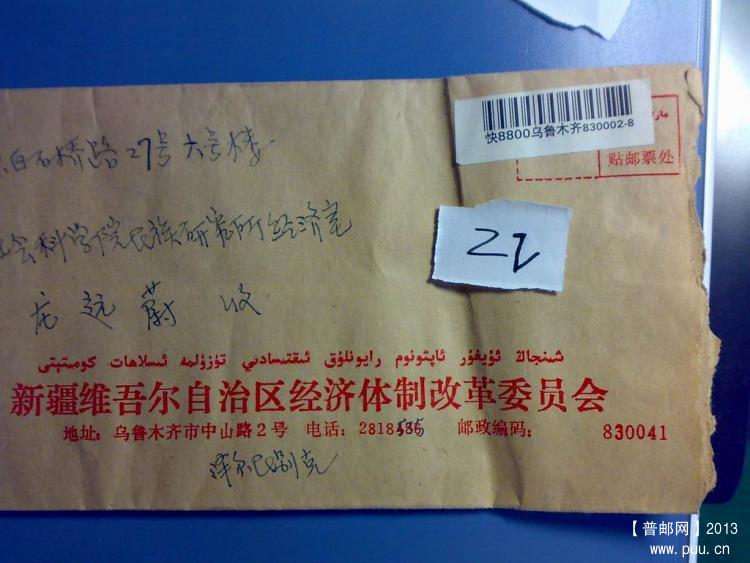 快8800乌鲁木齐830002-8
贴邮票处
白石桥路27号六号楼
社会科学院民族研究所经济室
龙远蔚 收
شىنجاڭ ئۇيغۇر ئاپتونوم رايونلۇق ئىقتىسادىي تۈزۈلمە ئىسلاھات كومىتېتى
新疆维吾尔自治区经济体制改革委员会
地址: 乌鲁木齐市中山路2号 电话: 2818 邮政编码: 830041
【普邮网】2013
www.puu.cn